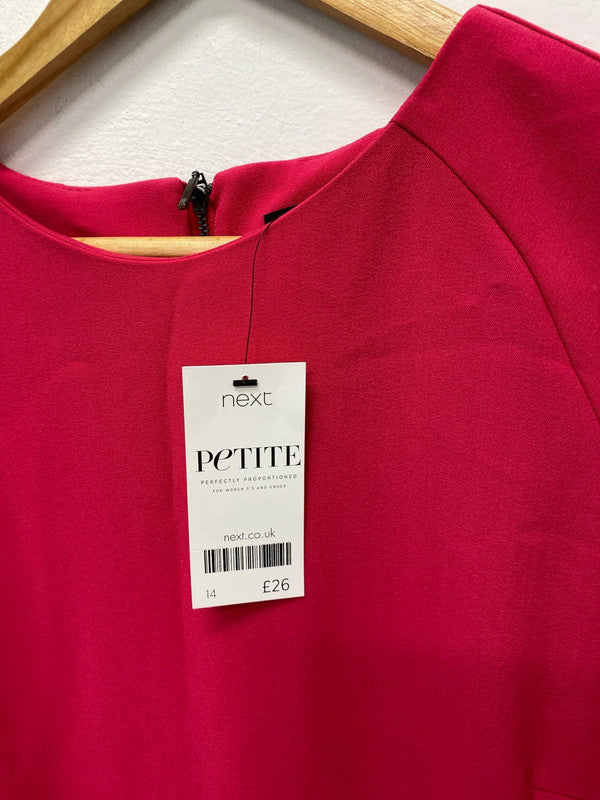 next
PeTITE
PERFECTLY PROPORTIONED
FOR WOMEN 5'3 AND UNDER
next.co.uk
14
£26